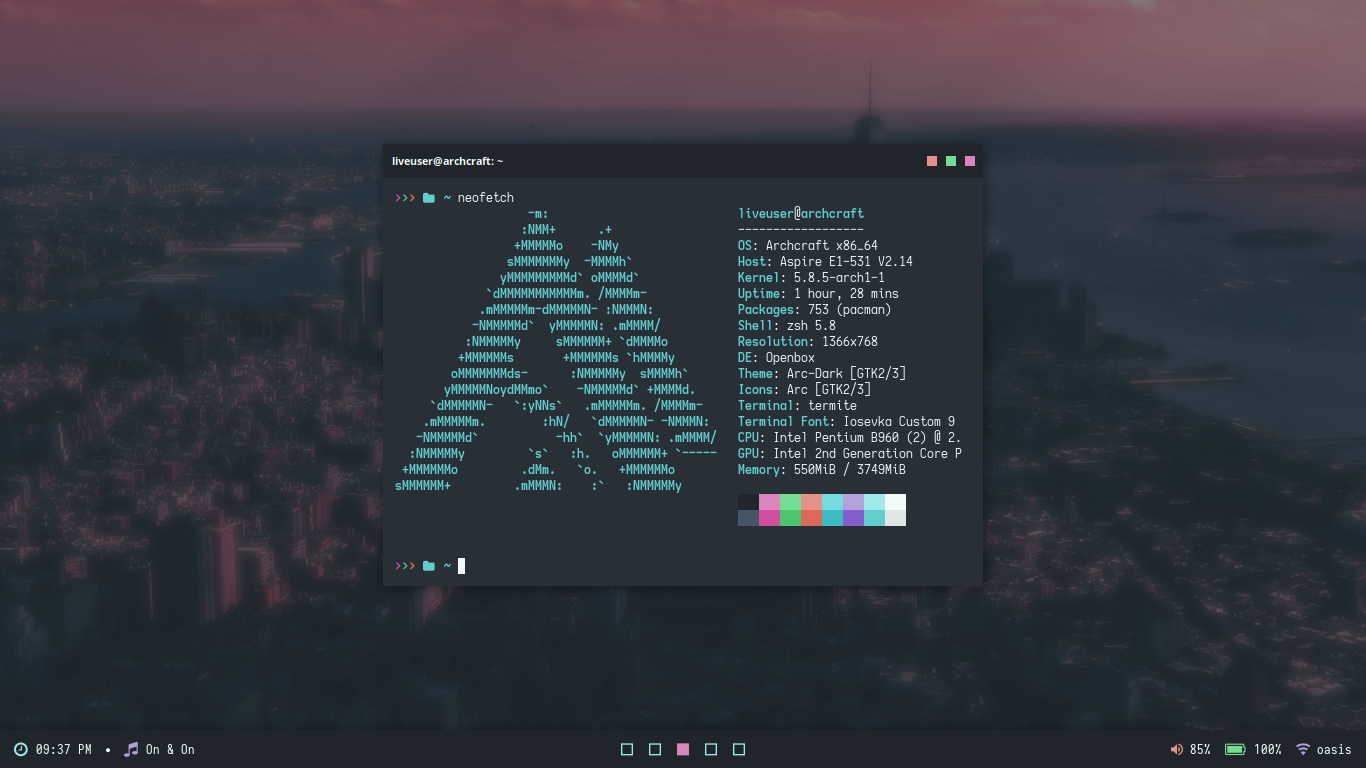 liveuser@archcraft: ~
>>> ~ neofetch
-m:
:NMM+      .+
+MMMMMo    -NMy
sMMMMMMMy  -MMMMh`
yMMMMMMMMMd` oMMMMd`
`dMMMMMMMMMMMm. /MMMMm-
.mMMMMMm-dMMMMMN- :NMMMN:
-NMMMMMd`  yMMMMMN: .mMMMM/
:NMMMMMy     sMMMMMM+ `dMMMMo
+MMMMMMs       +MMMMMMs `hMMMMy
oMMMMMMMds-      :NMMMMMy  sMMMMh`
yMMMMMNoydMMmo`    -NMMMMMd` +MMMMd.
`dMMMMMN-   `:yNNs`   .mMMMMMm. /MMMMm-
.mMMMMMm.        :hN/   `dMMMMMN- -NMMMN:
-NMMMMMd`           -hh`  `yMMMMMN: .mMMMM/
:NMMMMMy         `s`   :h.   oMMMMMM+ `-----
+MMMMMMo         .dMm.   `o.   +MMMMMMo
sMMMMMM+         .mMMMN:    :`   :NMMMMMy
liveuser@archcraft
------------------
OS: Archcraft x86_64
Host: Aspire E1-531 V2.14
Kernel: 5.8.5-arch1-1
Uptime: 1 hour, 28 mins
Packages: 753 (pacman)
Shell: zsh 5.8
Resolution: 1366x768
DE: Openbox
Theme: Arc-Dark [GTK2/3]
Icons: Arc [GTK2/3]
Terminal: termite
Terminal Font: Iosevka Custom 9
CPU: Intel Pentium B960 (2) @ 2.
GPU: Intel 2nd Generation Core P
Memory: 550MiB / 3749MiB
>>> ~
09:37 PM • On & On
85% 100% oasis